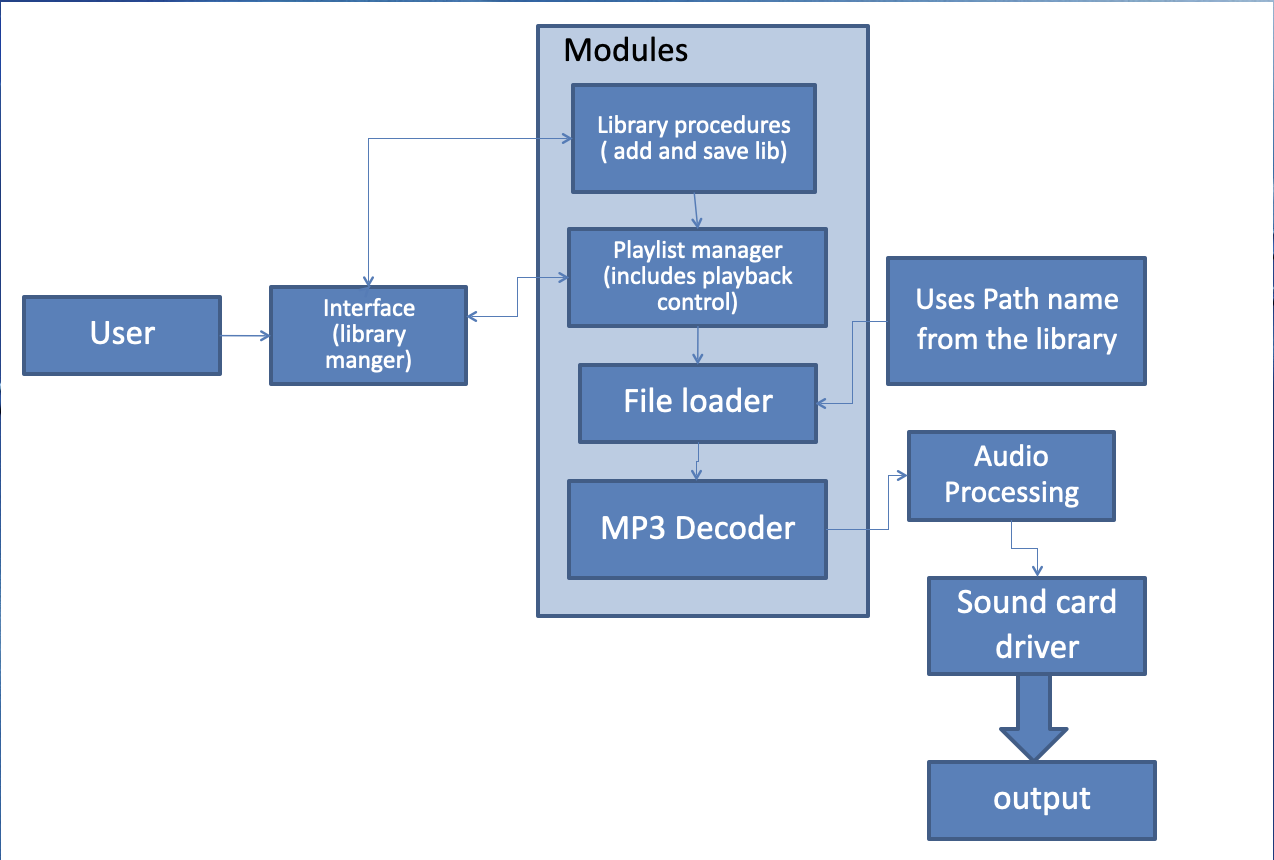 Modules
Library procedures
( add and save lib)
Playlist manager
(includes playback
control)
User
Interface
(library
manger)
Uses Path name
from the library
File loader
Audio
Processing
MP3 Decoder
Sound card
driver
output